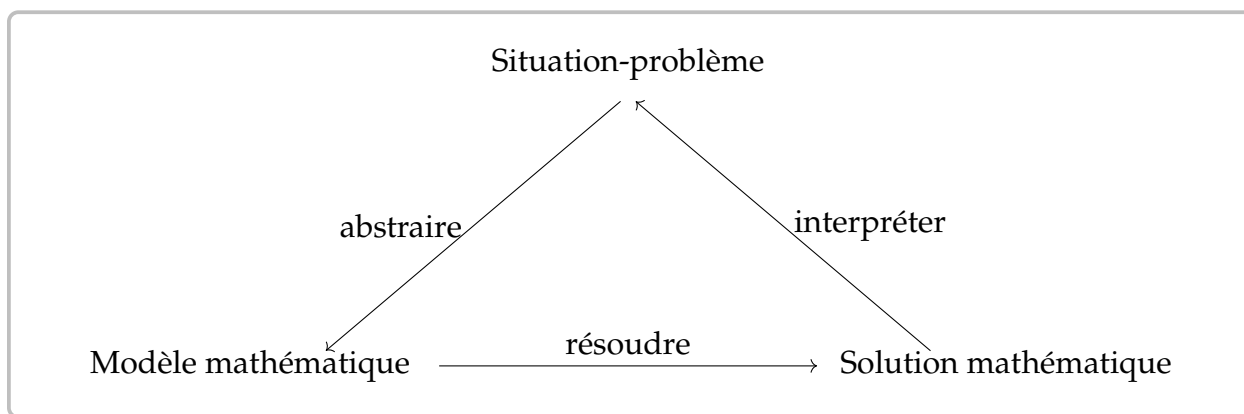 Situation-problème
abstraire
interpréter
résoudre
Modèle mathématique
Solution mathématique